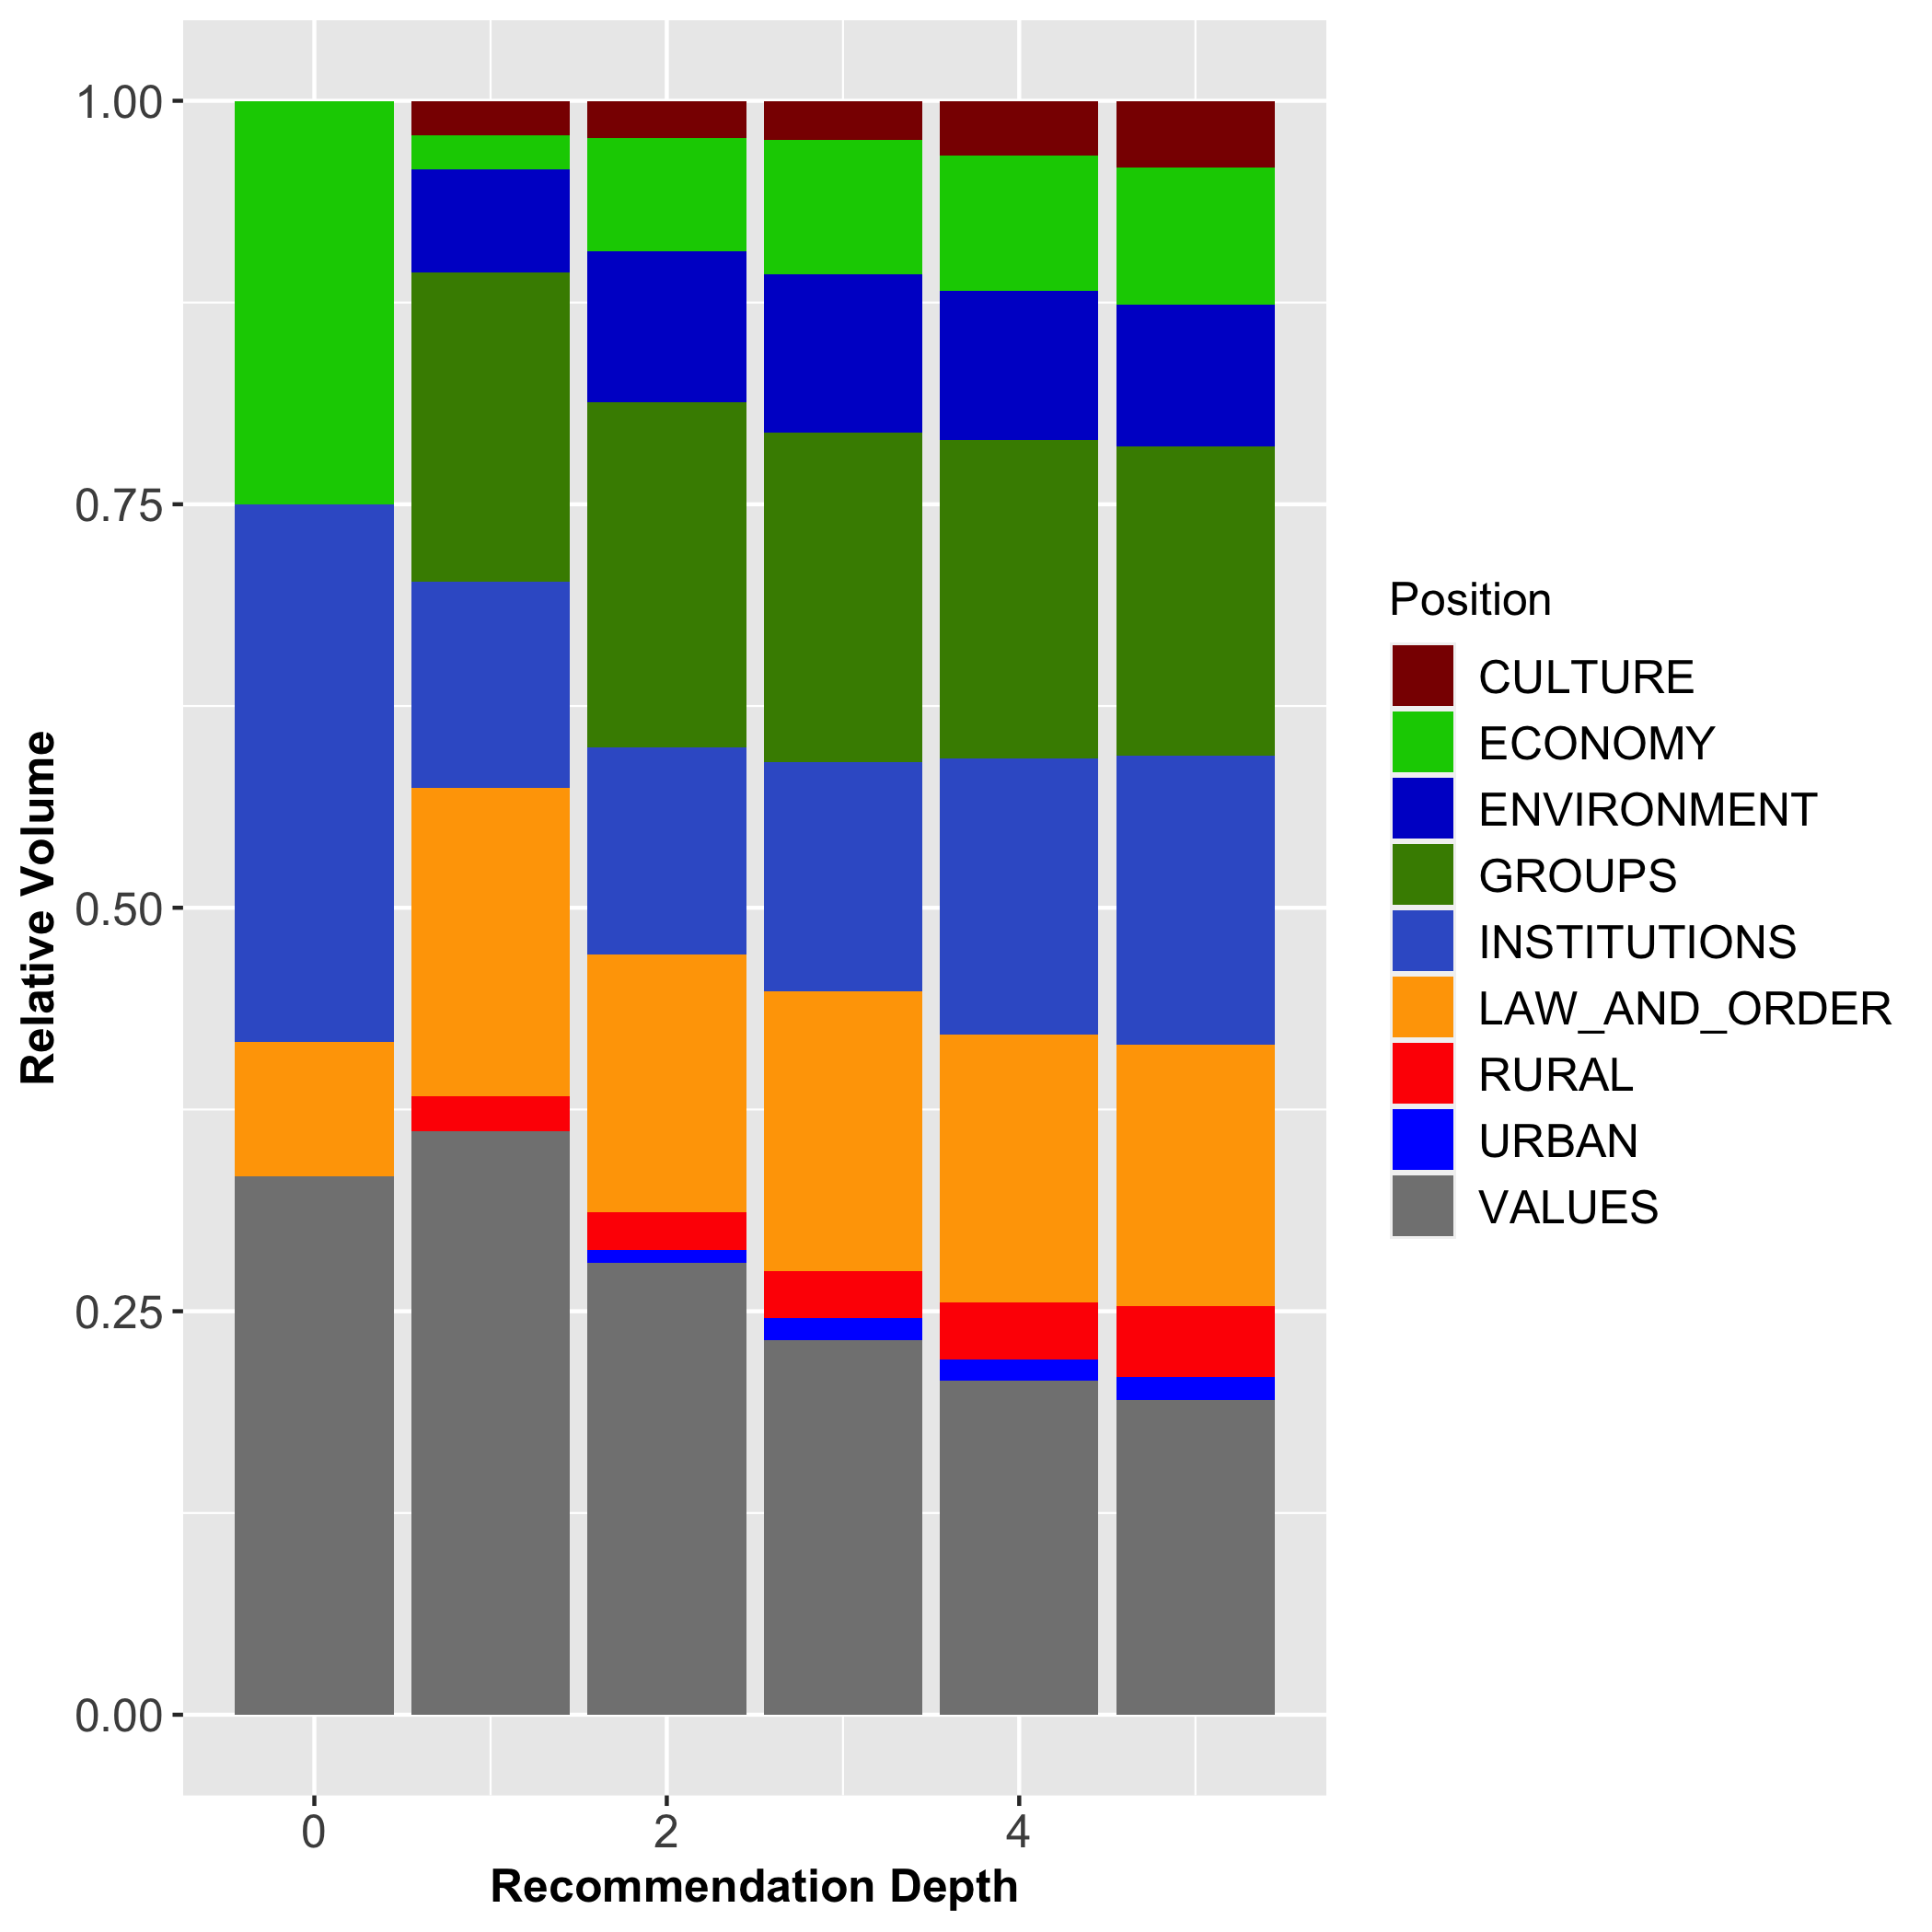 1.00
0.75
0.50
0.25
0.00
Relative Volume
0
2
4
Recommendation Depth
Position
CULTURE
ECONOMY
ENVIRONMENT
GROUPS
INSTITUTIONS
LAW_AND_ORDER
RURAL
URBAN
VALUES